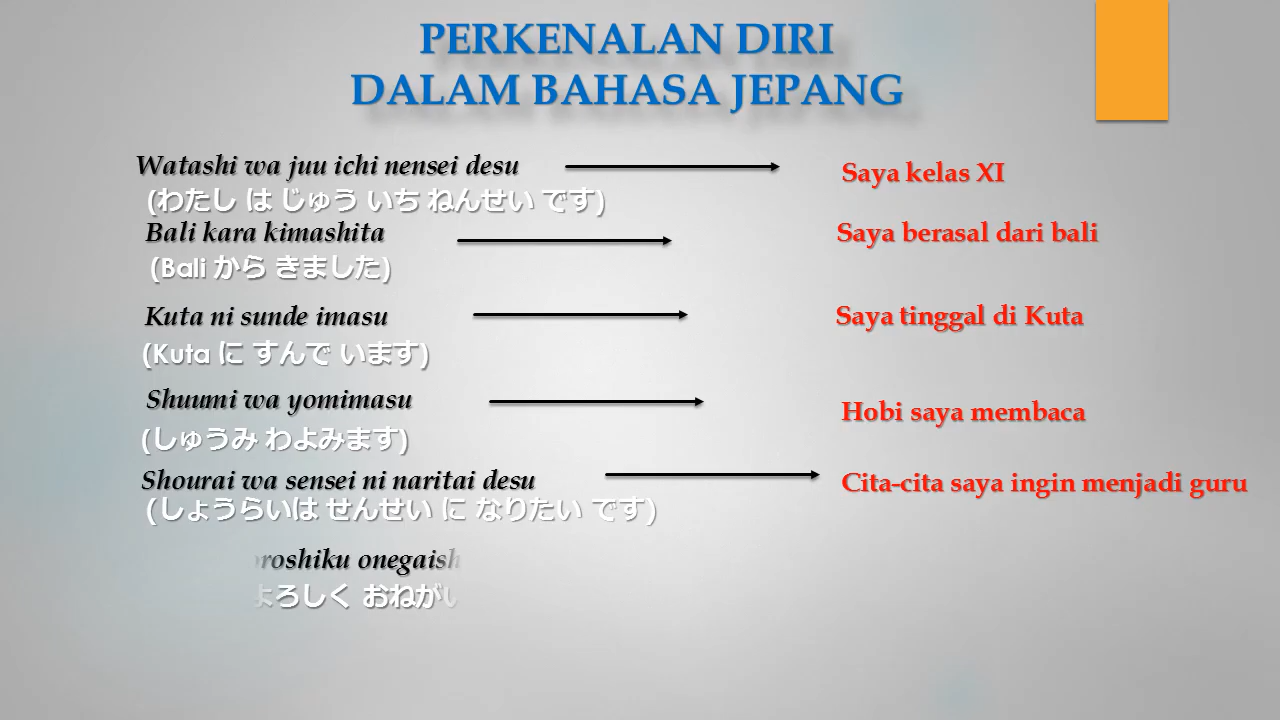 PERKENALAN DIRI
DALAM BAHASA JEPANG
Watashi wa juu ichi nensei desu
Saya kelas XI
(わたし は じゅう いち ねんせい です)
Bali kara kimashita
Saya berasal dari bali
(Bali から きました)
Kuta ni sunde imasu
Saya tinggal di Kuta
(Kuta に すんで います)
Shuumi wa yomimasu
Hobi saya membaca
(しゅうみ わよみます)
Shourai wa sensei ni naritai desu
Cita-cita saya ingin menjadi guru
(しょうらいは せんせい に なりたい です)